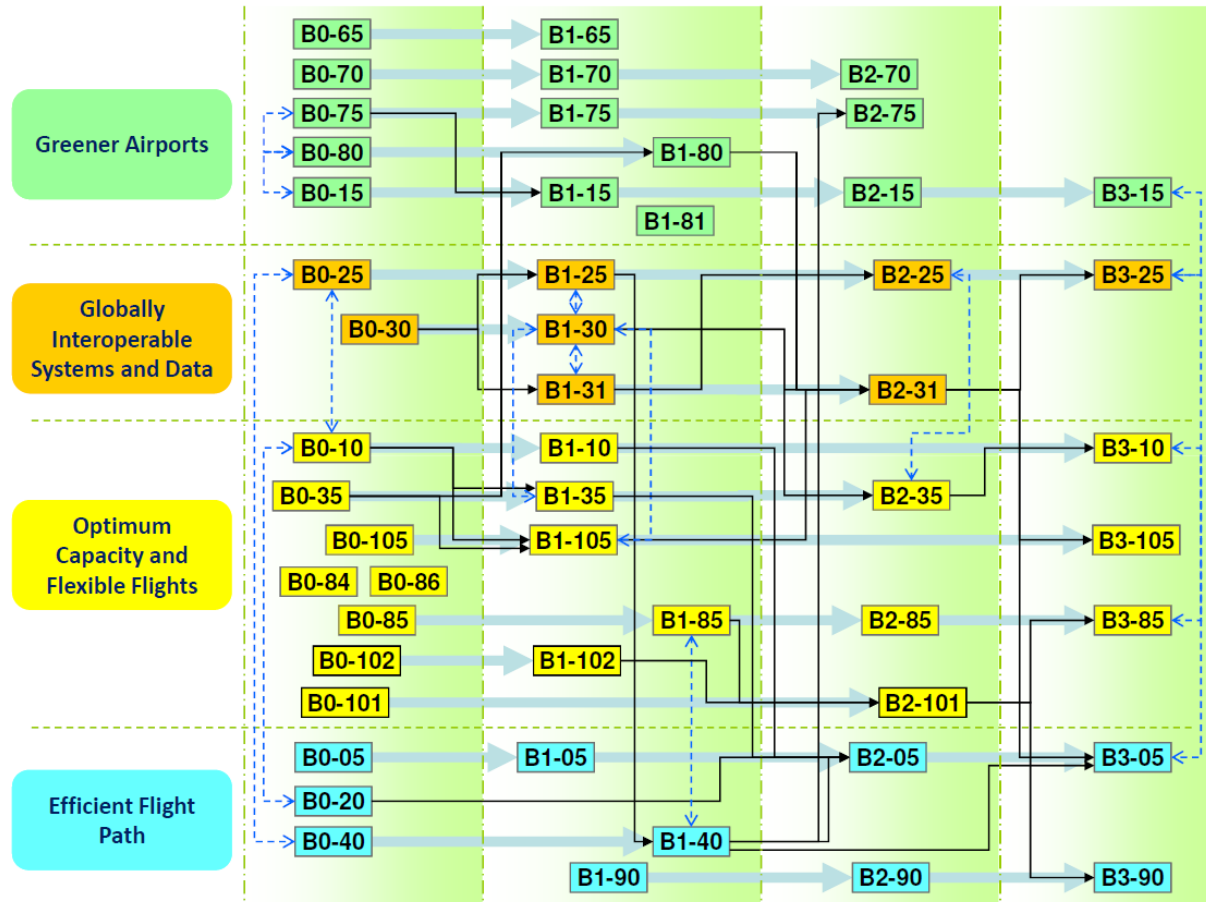 B0-65 B1-65
B0-70 B1-70 B2-70
B0-75 B1-75 B2-75
Greener Airports
B0-80 B1-80
B0-15 B1-15 B2-15 B3-15
B1-81
B0-25 B1-25 B2-25 B3-25
Globally
Interoperable
Systems and Data
B0-30 B1-30
B1-31 B2-31
B0-10 B1-10 B3-10
B0-35 B1-35 B2-35
Optimum
Capacity and
Flexible Flights
B0-105 B1-105 B3-105
B0-84 B0-86
B0-85 B1-85 B2-85 B3-85
B0-102 B1-102
B0-101 B2-101
B0-05 B1-05 B2-05 B3-05
Efficient Flight
Path
B0-20
B0-40 B1-40
B1-90 B2-90 B3-90